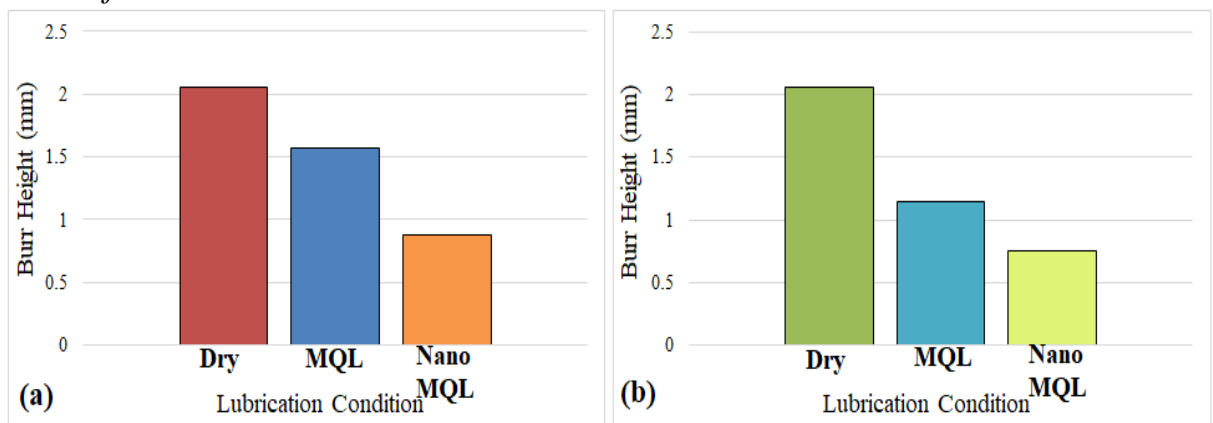 2.5
2
1.5
1
0.5
0
Burr Height (mm)
Dry
MQL
Nano
MQL
(a)
Lubrication Condition
2.5
2
1.5
1
0.5
0
Burr Height (mm)
Dry
MQL
Nano
MQL
(b)
Lubrication Condition